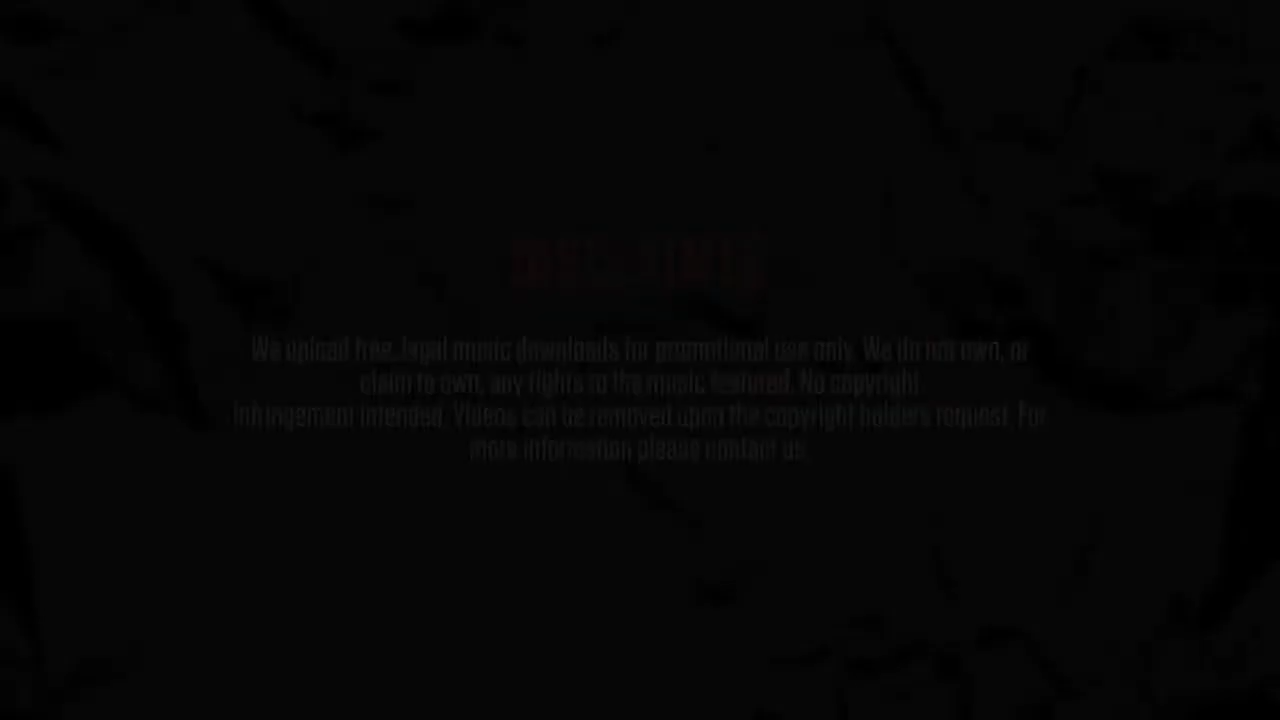 We upload free, legal music downloads for promotional use only. We do not own, or
claim to own, any rights to the music featured. No copyright
infringement intended. Videos can be removed upon the copyright holders request. For
more information please contact us.